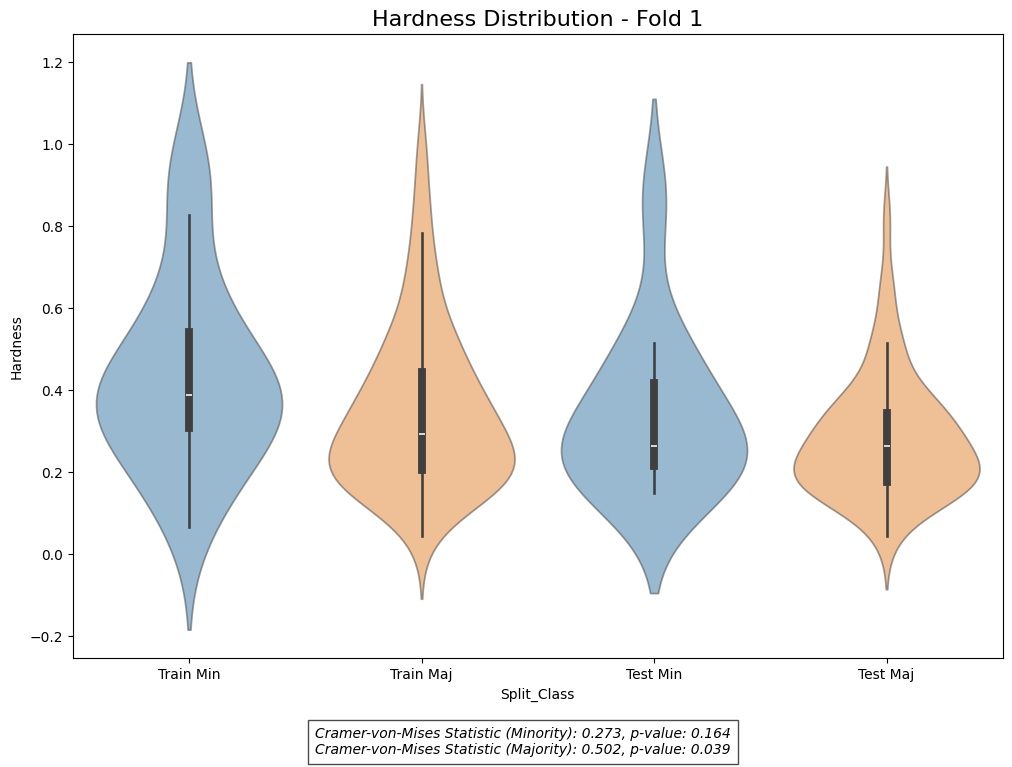 Hardness Distribution - Fold 1
1.2
1.0
0.8
0.6
0.4
0.2
0.0
−0.2
Hardness
Train Min
Train Maj
Test Min
Test Maj
Split_Class
Cramer-von-Mises Statistic (Minority): 0.273, p-value: 0.164
Cramer-von-Mises Statistic (Majority): 0.502, p-value: 0.039